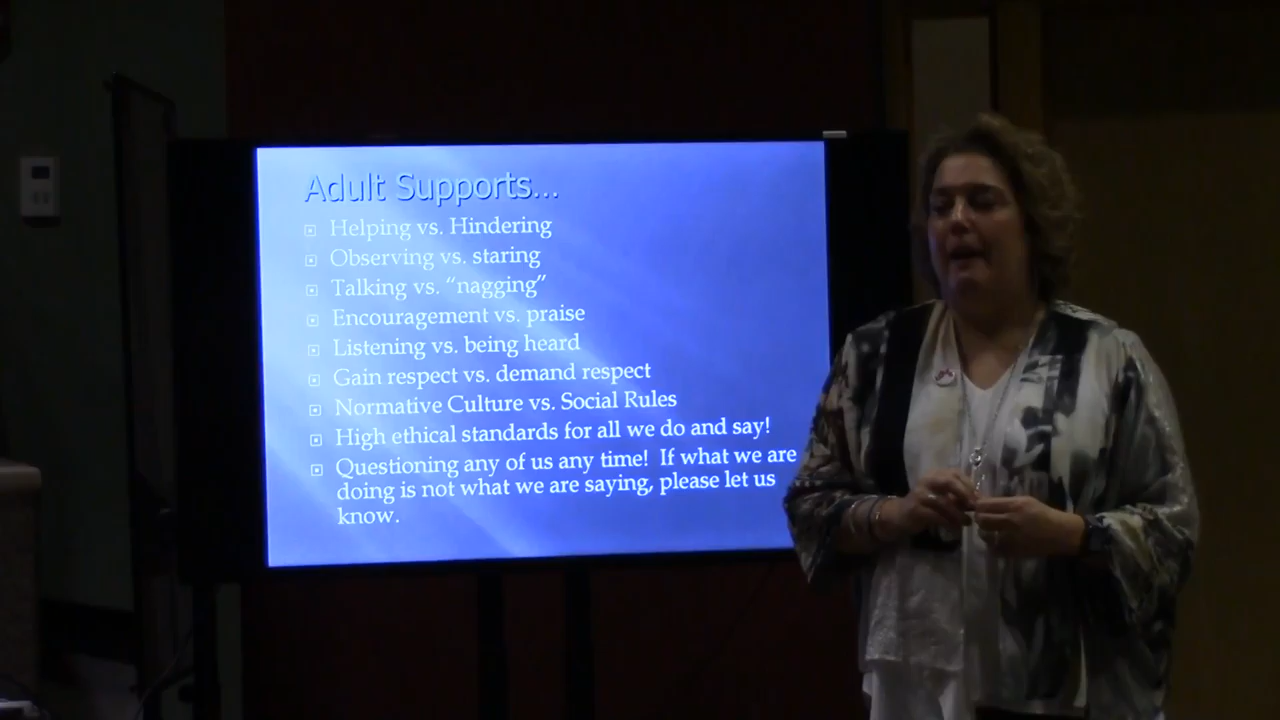 Adult Supports...
Helping vs. Hindering
Observing vs. staring
Talking vs. “nagging”
Encouragement vs. praise
Listening vs. being heard
Gain respect vs. demand respect
Normative Culture vs. Social Rules
High ethical standards for all we do and say!
Questioning any of us any time!  If what we are
doing is not what we are saying, please let us
know.